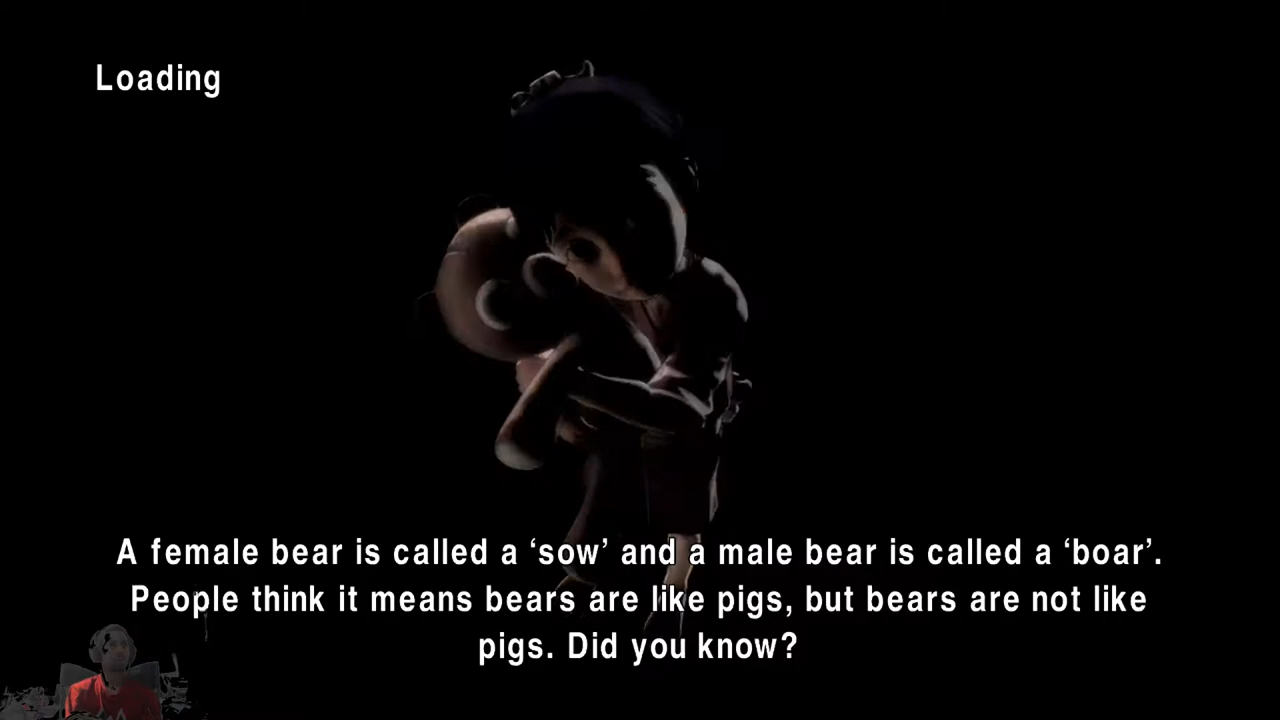 Loading
A female bear is called a ‘sow’ and a male bear is called a ‘boar’.
People think it means bears are like pigs, but bears are not like
pigs. Did you know?